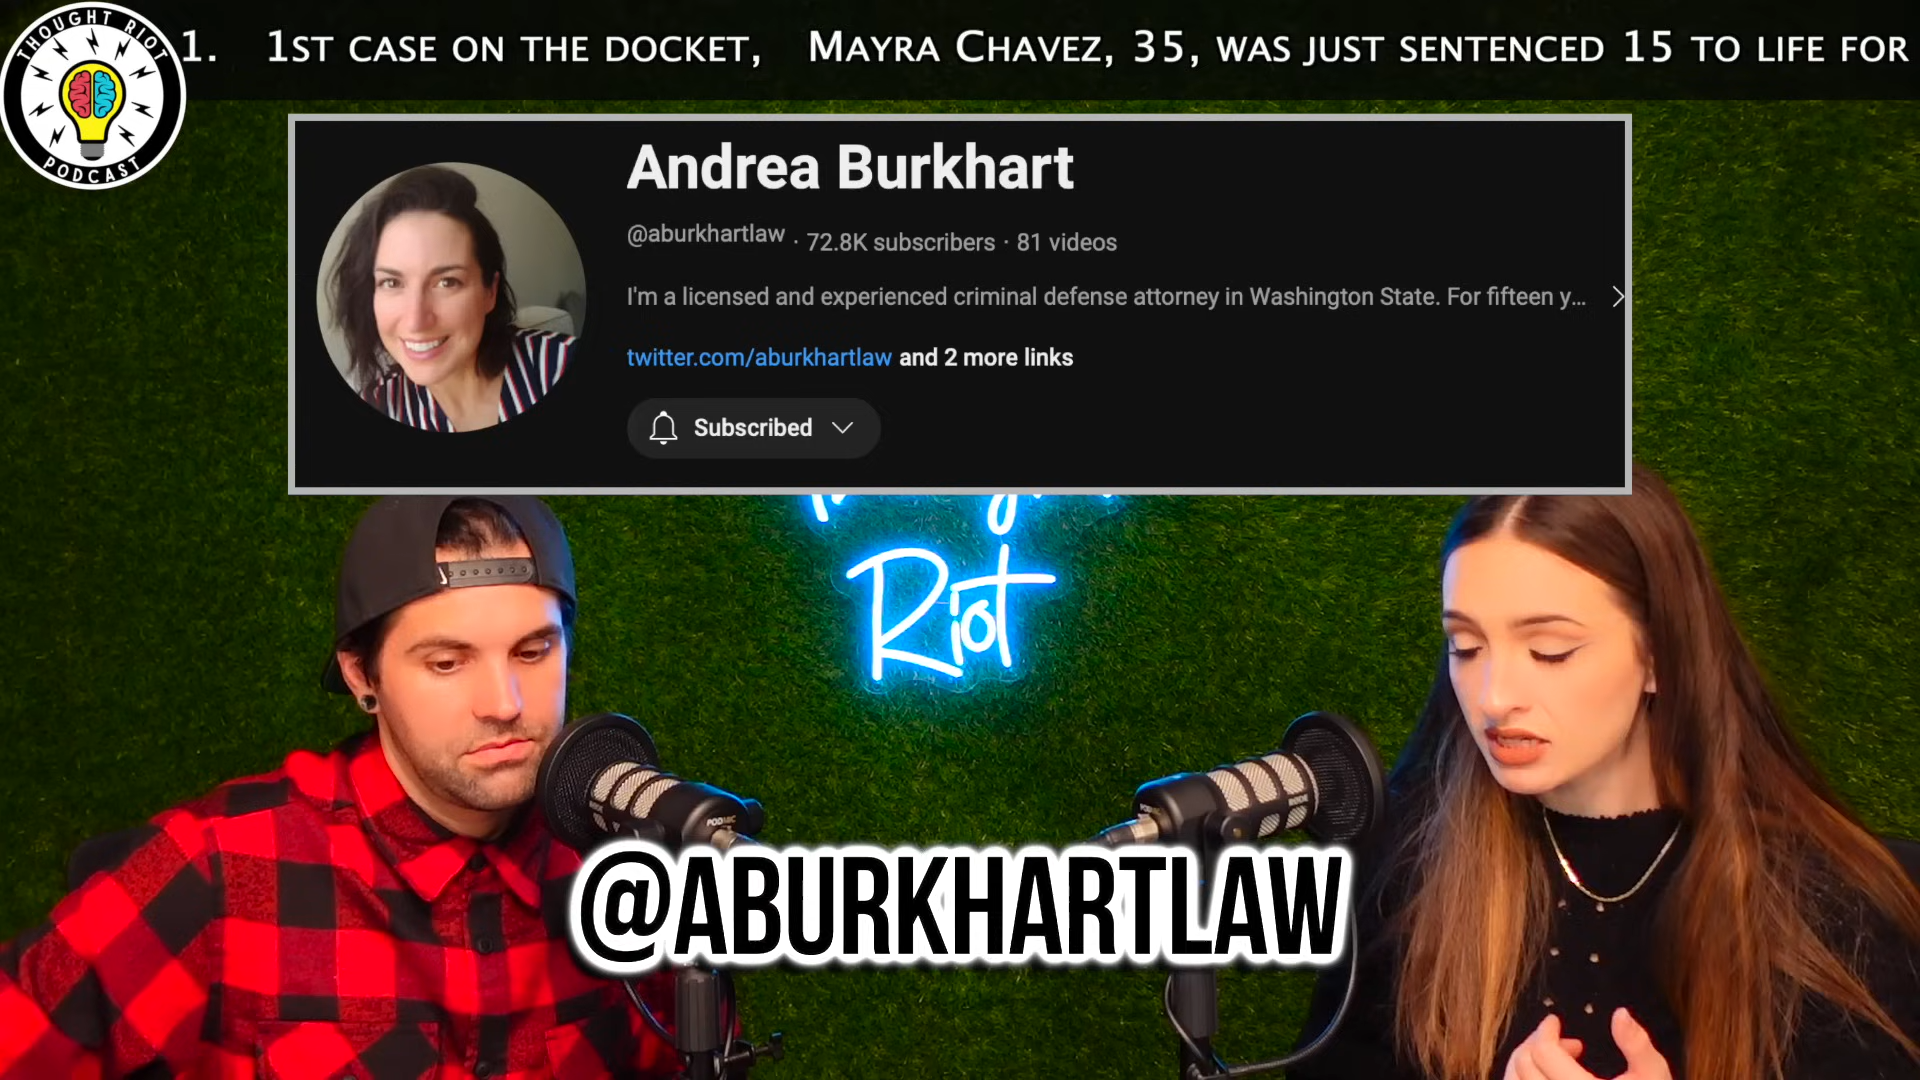 THOUGHT RIOT
PODCAST
1. 1ST CASE ON THE DOCKET, MAYRA CHAVEZ, 35, WAS JUST SENTENCED 15 TO LIFE FOR
Andrea Burkhart
@aburkhartlaw · 72.8K subscribers · 81 videos
I'm a licensed and experienced criminal defense attorney in Washington State. For fifteen y...
twitter.com/aburkhartlaw and 2 more links
Subscribed
Riot
PODMIC
@ABURKHARTLAW